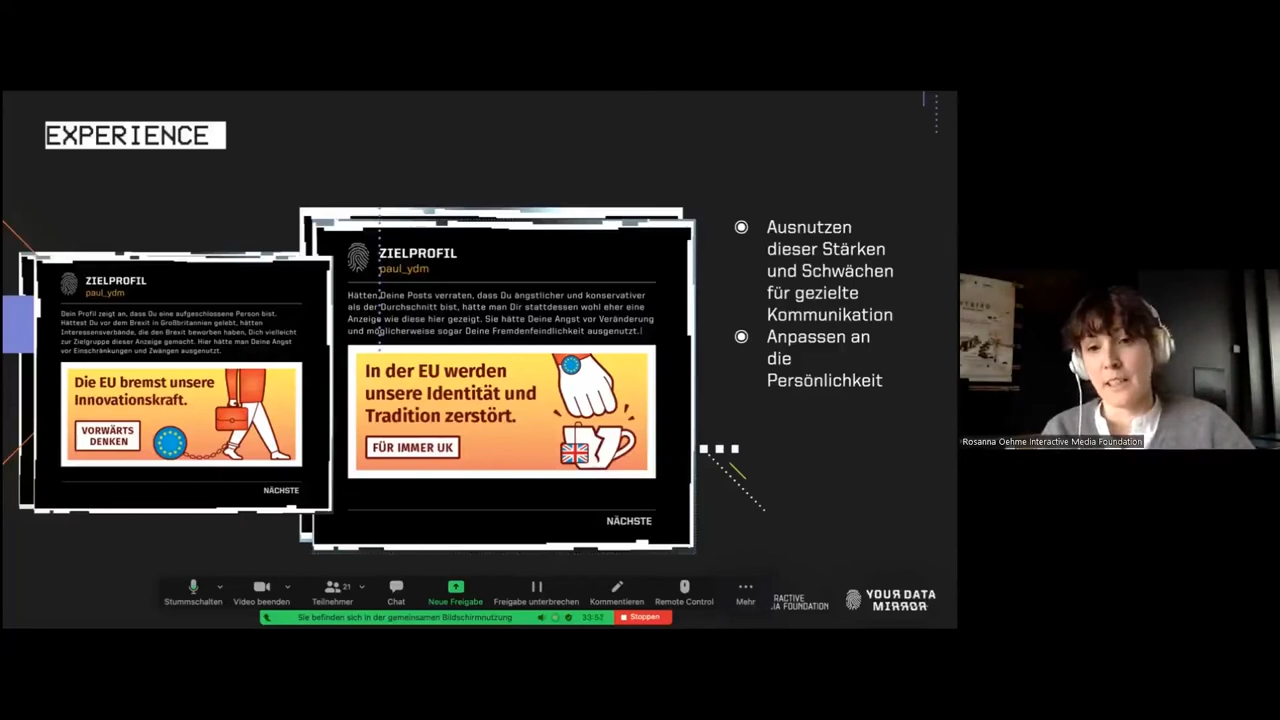 EXPERIENCE
ZIELPROFIL
paul_ydm
Dein Profil zeigt an, dass Du eine aufgeschlossene Person bist.
Hättest Du vor dem Brexit in Großbritannien gelebt, hätten
Interessensverbände, die den Brexit beworben haben, Dich vielleicht
zur Zielgruppe dieser Anzeige gemacht. Hier hätte man Deine Angst
vor Einschränkungen und Zwängen ausgenutzt.
Die EU bremst unsere
Innovationskraft.
VORWÄRTS
DENKEN
NÄCHSTE
ZIELPROFIL
paul_ydm
Hätten Deine Posts verraten, dass Du ängstlicher und konservativer
als der Durchschnitt bist, hätte man Dir stattdessen wohl eher eine
Anzeige wie diese hier gezeigt. Sie hätte Deine Angst vor Veränderung
und möglicherweise sogar Deine Fremdenfeindlichkeit ausgenutzt.
In der EU werden
unsere Identität und
Tradition zerstört.
FÜR IMMER UK
NÄCHSTE
Ausnutzen
dieser Stärken
und Schwächen
für gezielte
Kommunikation
Anpassen an
die
Persönlichkeit
Rosanna Oehme Interactive Media Foundation
21
Stummschalten
Video beenden
Teilnehmer
Chat
Neue Freigabe
Freigabe unterbrechen
Kommentieren
Remote Control
Mehr
RACTIVE
IA FOUNDATION
YOUR DATA
MIRROR
Sie befinden sich in der gemeinsamen Bildschirmnutzung
33:57
Stoppen